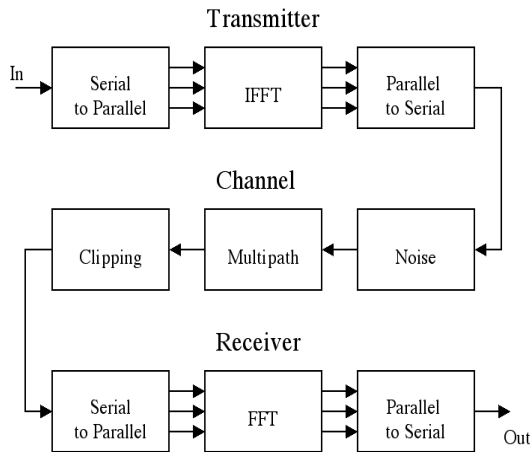 Transmitter
In
Serial
to Parallel
IFFT
Parallel
to Serial
Channel
Clipping
Multipath
Noise
Receiver
Serial
to Parallel
FFT
Parallel
to Serial
Out